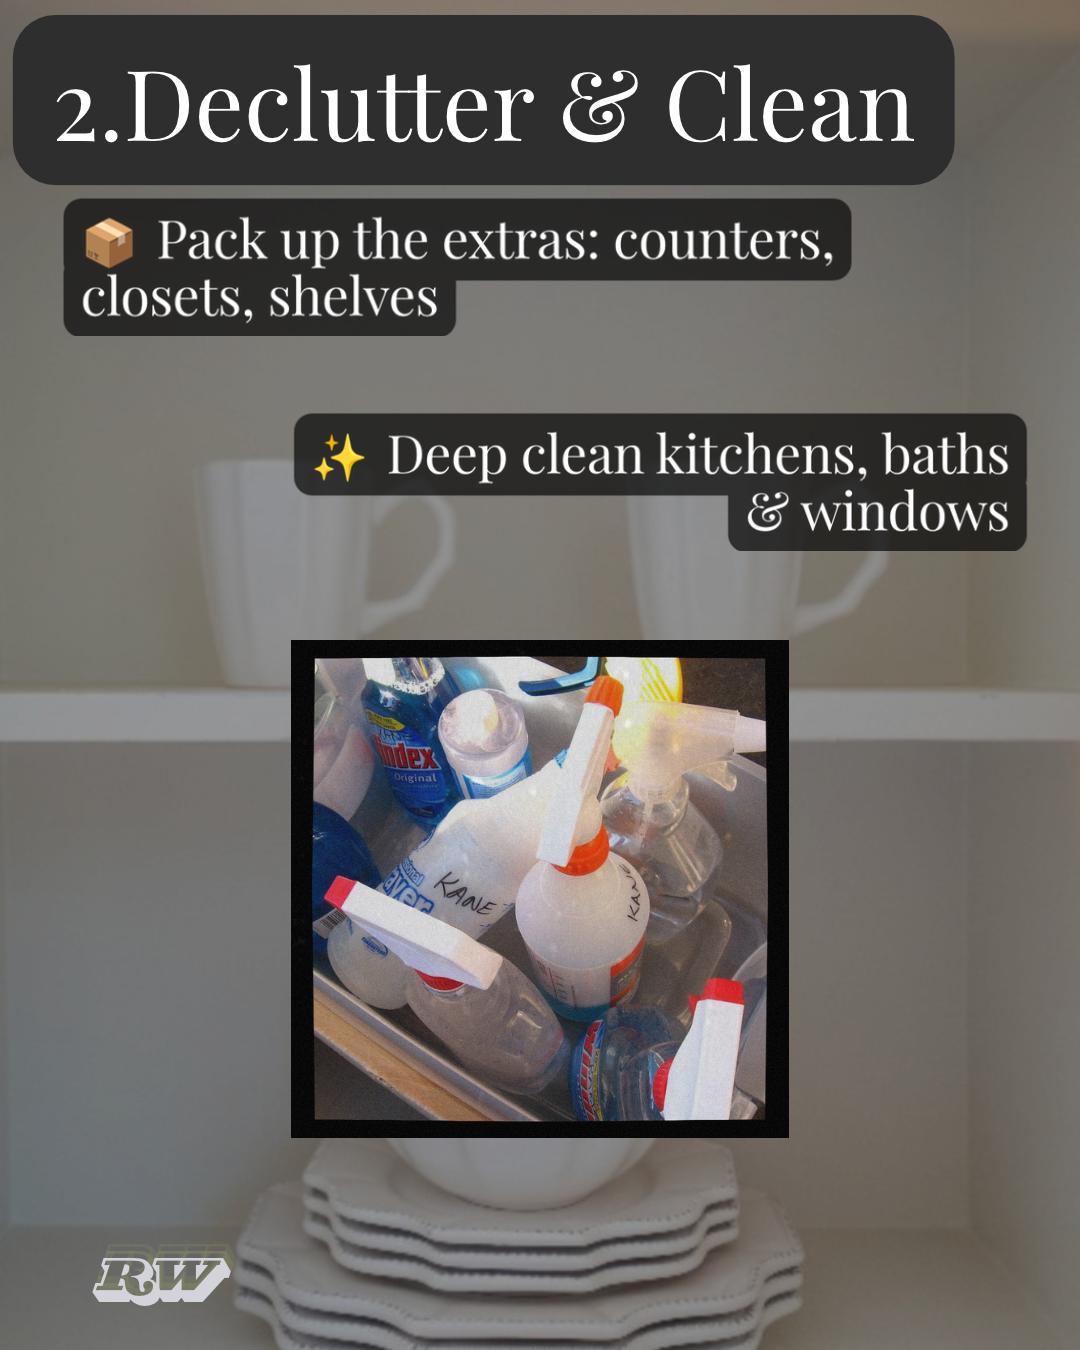 2.Declutter & Clean
📦 Pack up the extras: counters,
closets, shelves
✨ Deep clean kitchens, baths
& windows
Original
KANE
KANE
RW